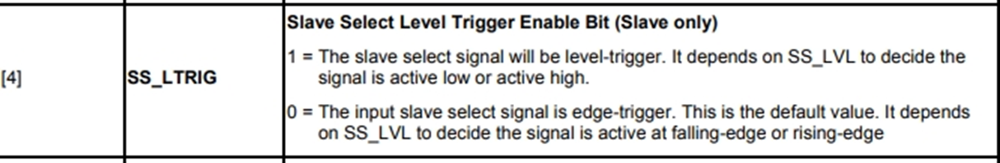 Slave Select Level Trigger Enable Bit (Slave only)
1 = The slave select signal will be level-trigger. It depends on SS_LVL to decide the
signal is active low or active high.
[4]
SS_LTRIG
0 = The input slave select signal is edge-trigger. This is the default value. It depends
on SS_LVL to decide the signal is active at falling-edge or rising-edge